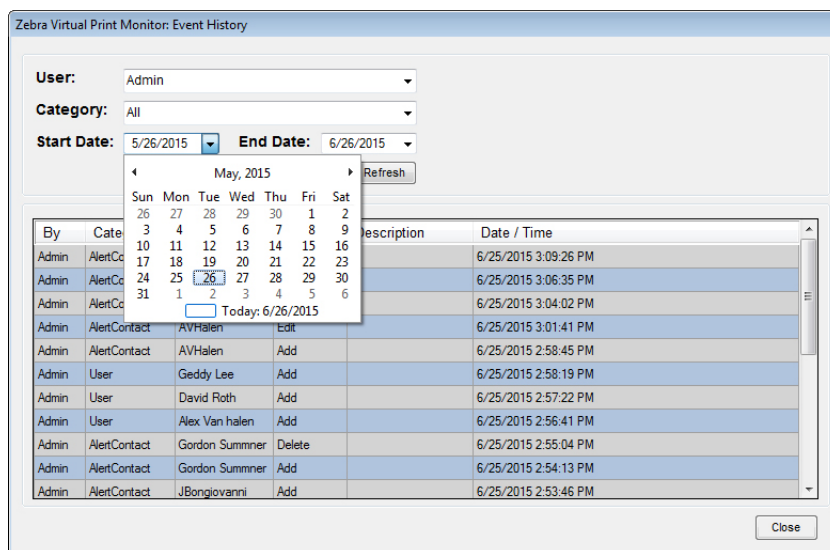 Zebra Virtual Print Monitor: Event History
User: Admin
Category: All
Start Date: 5/26/2015 End Date: 6/26/2015
Refresh
May, 2015
Sun Mon Tue Wed Thu Fri Sat
26 27 28 29 30 1 2
3 4 5 6 7 8 9
10 11 12 13 14 15 16
17 18 19 20 21 22 23
24 25 26 27 28 29 30
31 1 2 3 4 5 6
Today: 6/26/2015
By Date / Time
Admin 6/25/2015 3:09:26 PM
Admin 6/25/2015 3:06:35 PM
Admin 6/25/2015 3:04:02 PM
Admin AlertContact AVHalen Edit 6/25/2015 3:01:41 PM
Admin AlertContact AVHalen Add 6/25/2015 2:58:45 PM
Admin User Geddy Lee Add 6/25/2015 2:58:19 PM
Admin User David Roth Add 6/25/2015 2:57:22 PM
Admin User Alex Van halen Add 6/25/2015 2:56:41 PM
Admin AlertContact Gordon Summner Delete 6/25/2015 2:55:04 PM
Admin AlertContact Gordon Summner Add 6/25/2015 2:54:13 PM
Admin AlertContact JBongiovanni Add 6/25/2015 2:53:46 PM
Close